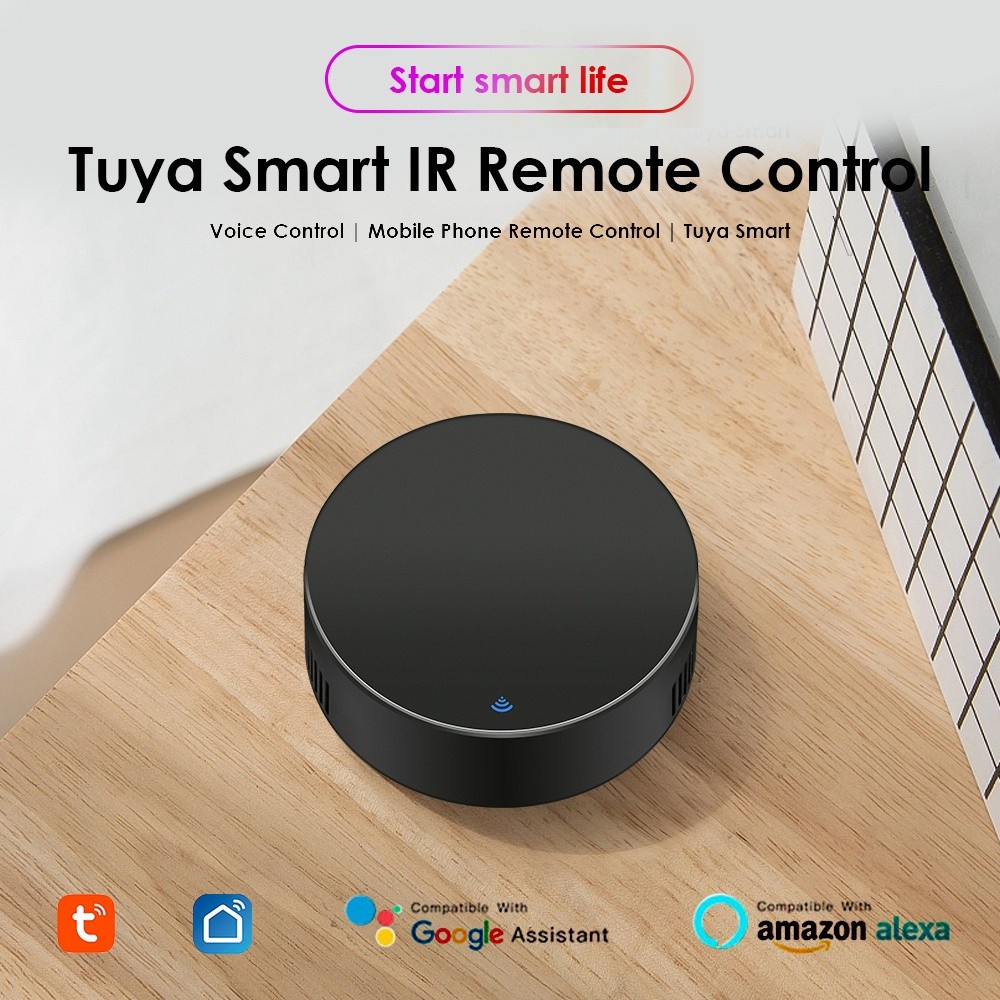 Start smart life
Tuya Smart IR Remote Control
Voice Control | Mobile Phone Remote Control | Tuya Smart
Compatible With
Google Assistant
Compatible With
amazon alexa